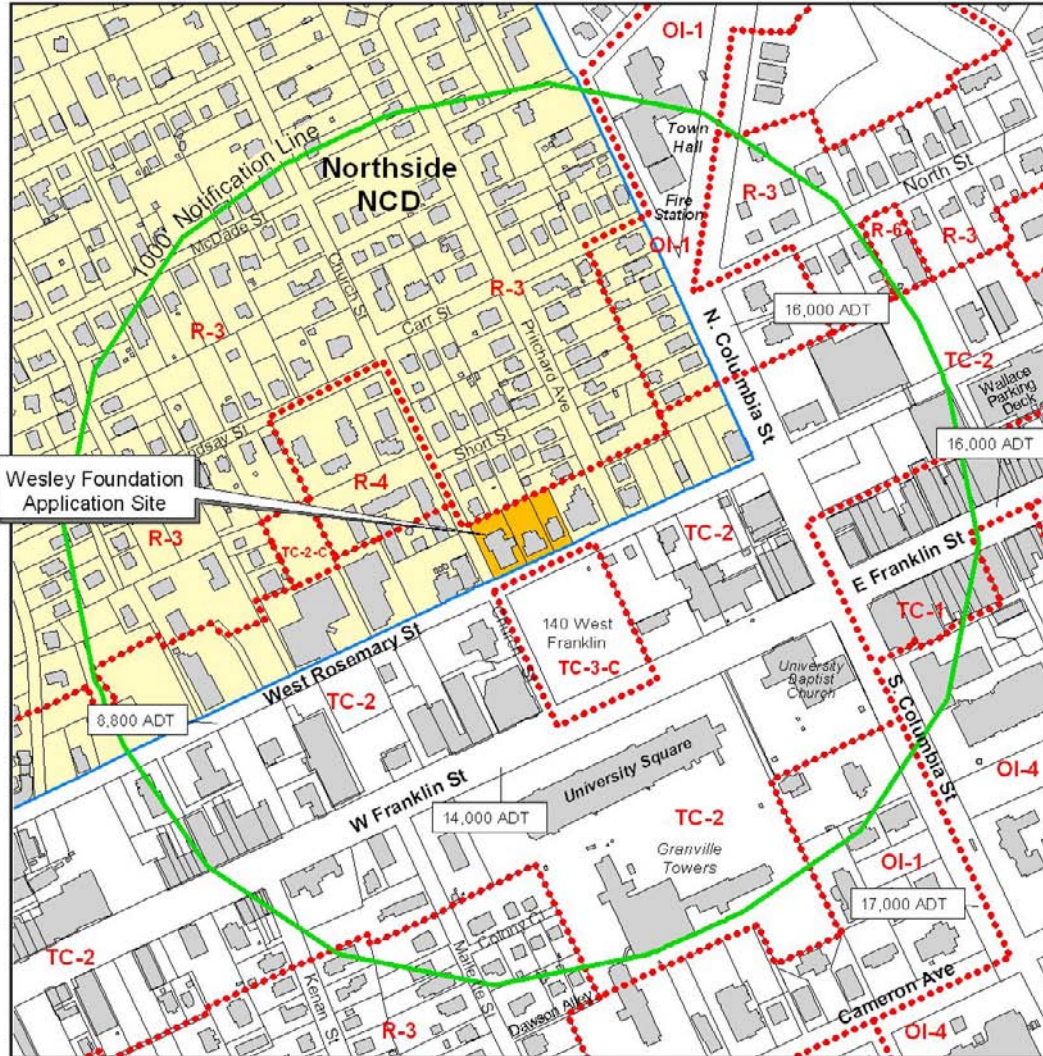 OI-1
Town
Hall
1000' Notification Line
Northside
NCD
North St
McDade St
Fire
Station
R-3
R-6
R-3
OI-1
Church St
R-3
Carr St
N. Columbia St
16,000 ADT
R-3
Pritchard Ave
TC-2
Wallace
Parking
Deck
Short St
16,000 ADT
Wesley Foundation
Application Site
R-4
R-3
TC-2-C
TC-2
E Franklin St
TC-1
140 West
Franklin
TC-3-C
University
Baptist
Church
West Rosemary St
TC-2
8,800 ADT
S. Columbia St
OI-4
University Square
W Franklin St
14,000 ADT
TC-2
Granville
Towers
OI-1
17,000 ADT
TC-2
Mallette St
Kenan St
Dawson Alley
R-3
Cameron Ave
OI-4